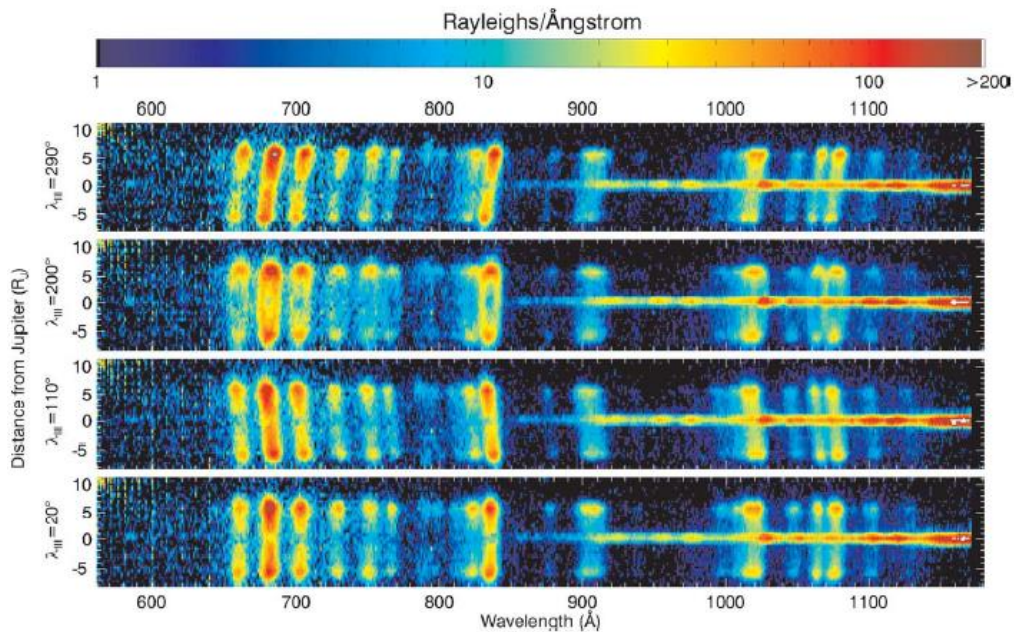 Rayleighs/Ångstrom
1 10 100 >200
600 700 800 900 1000 1100
10
5
0
-5
λIII=290°
10
5
0
-5
λIII=200°
10
5
0
-5
λIII=110°
10
5
0
-5
λIII=20°
Distance from Jupiter (RJ)
600 700 800 900 1000 1100
Wavelength (Å)